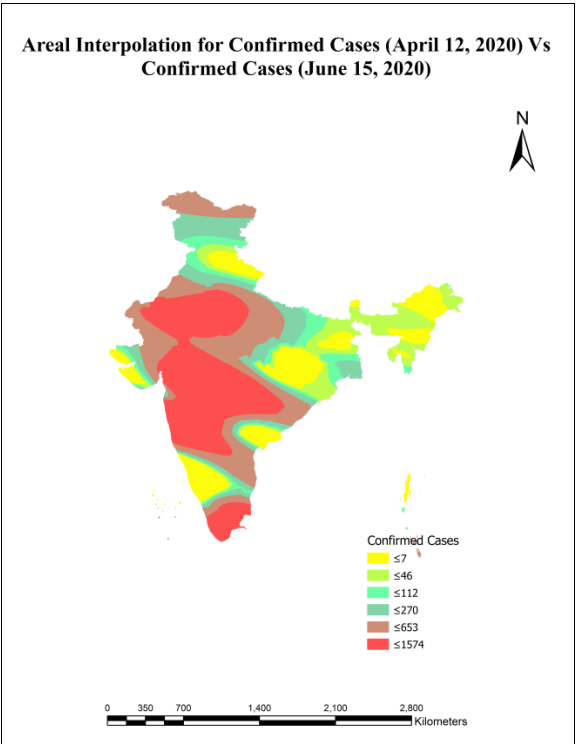 Areal Interpolation for Confirmed Cases (April 12, 2020) Vs
Confirmed Cases (June 15, 2020)
N
Confirmed Cases
≤7
≤46
≤112
≤270
≤653
≤1574
0 350 700 1,400 2,100 2,800
Kilometers